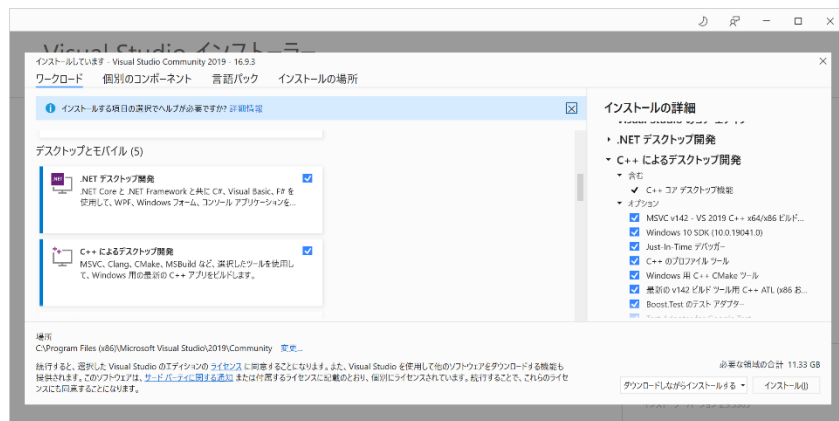 Visual Studio インストーラー
インストールしています - Visual Studio Community 2019 - 16.9.3
ワークロード 個別のコンポーネント 言語パック インストールの場所
インストールする項目の選択でヘルプが必要ですか? 詳細情報
デスクトップとモバイル (5)
.NET デスクトップ開発
.NET Core と .NET Framework と共に C#、Visual Basic、F# を
使用して、WPF、Windows フォーム、コンソール アプリケーションを...
C++ によるデスクトップ開発
MSVC、Clang、CMake、MSBuild など、選択したツールを使用し
て、Windows 用の最新の C++ アプリをビルドします。
インストールの詳細
.NET デスクトップ開発
C++ によるデスクトップ開発
含む
C++ コア デスクトップ機能
オプション
MSVC v142 - VS 2019 C++ x64/x86 ビルド...
Windows 10 SDK (10.0.19041.0)
Just-In-Time デバッガー
C++ のプロファイル ツール
Windows 用 C++ CMake ツール
最新の v142 ビルド ツール用 C++ ATL (x86 お...
Boost.Test のテスト アダプター
場所
C:\Program Files (x86)\Microsoft Visual Studio\2019\Community 変更...
続行すると、選択した Visual Studio のエディションの ライセンス に同意することになります。また、Visual Studio を使用して他のソフトウェアをダウンロードする機能も
提供されます。このソフトウェアは、サード パーティに関する通知 または付属するライセンスに記載のとおり、個別にライセンスされています。続行することで、これらのライセ
ンスにも同意することになります。
必要な領域の合計 11.33 GB
ダウンロードしながらインストールする インストール(I)